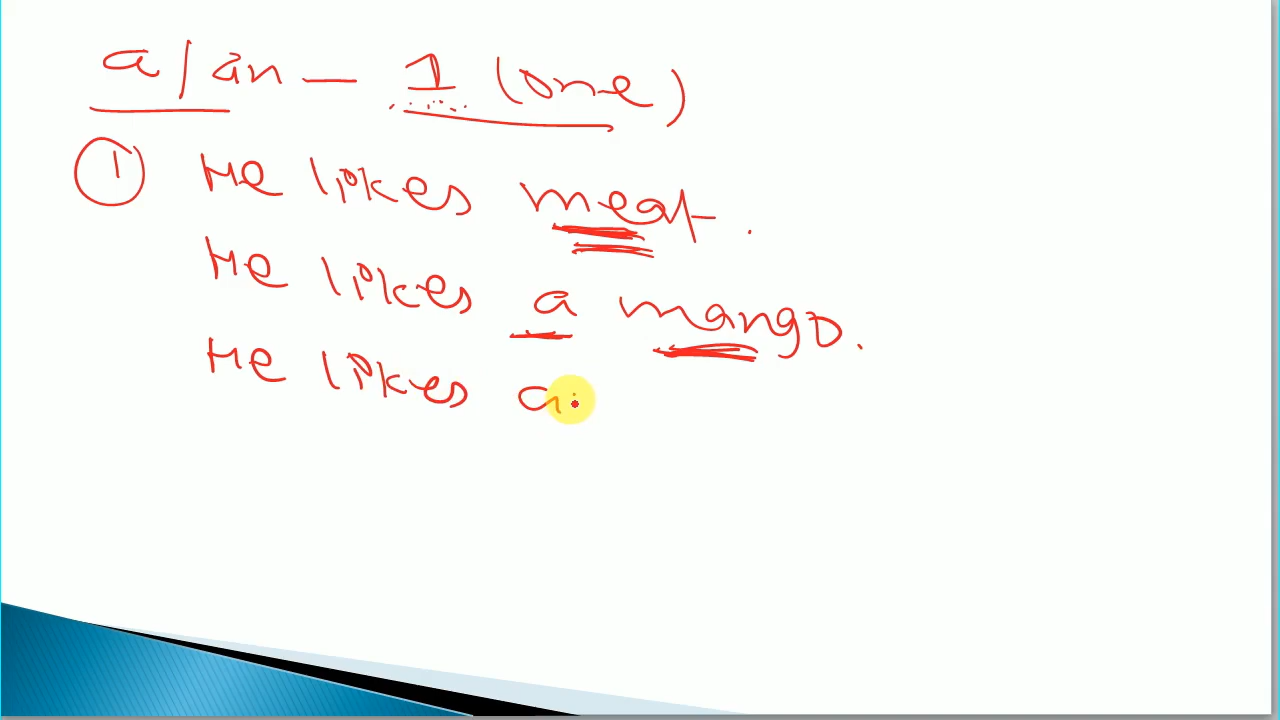 a/an — 1 (one)
① He likes meat.
He likes a mango.
He likes a